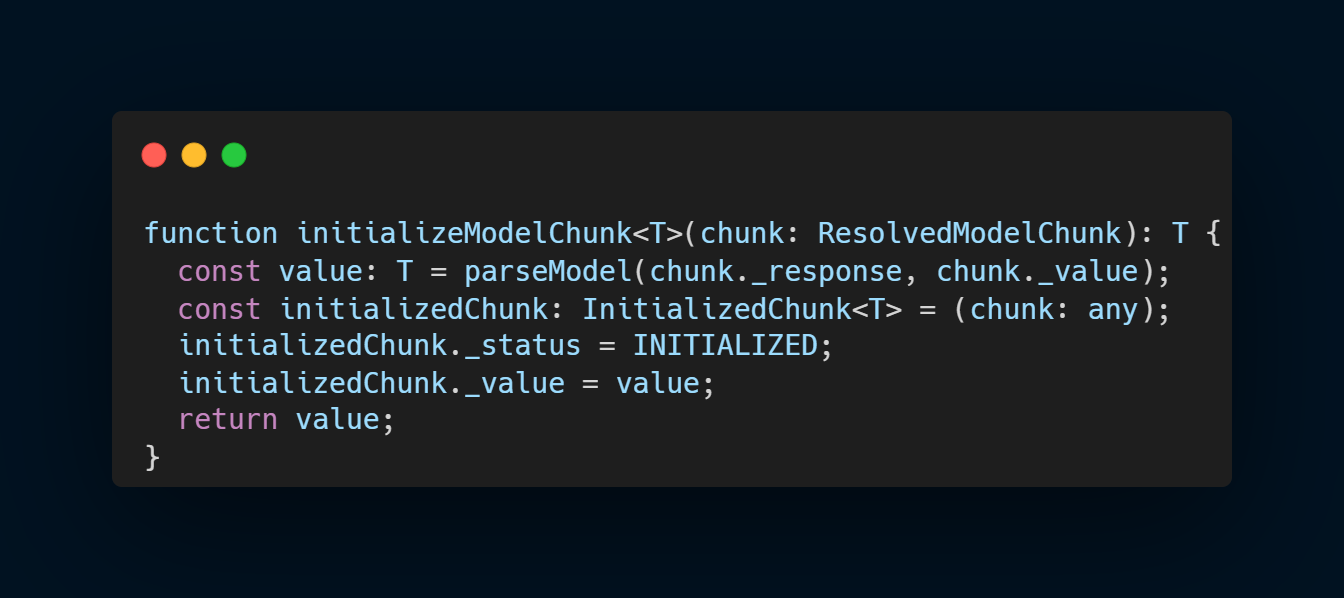 function initializeModelChunk<T>(chunk: ResolvedModelChunk): T {
  const value: T = parseModel(chunk._response, chunk._value);
  const initializedChunk: InitializedChunk<T> = (chunk: any);
  initializedChunk._status = INITIALIZED;
  initializedChunk._value = value;
  return value;
}